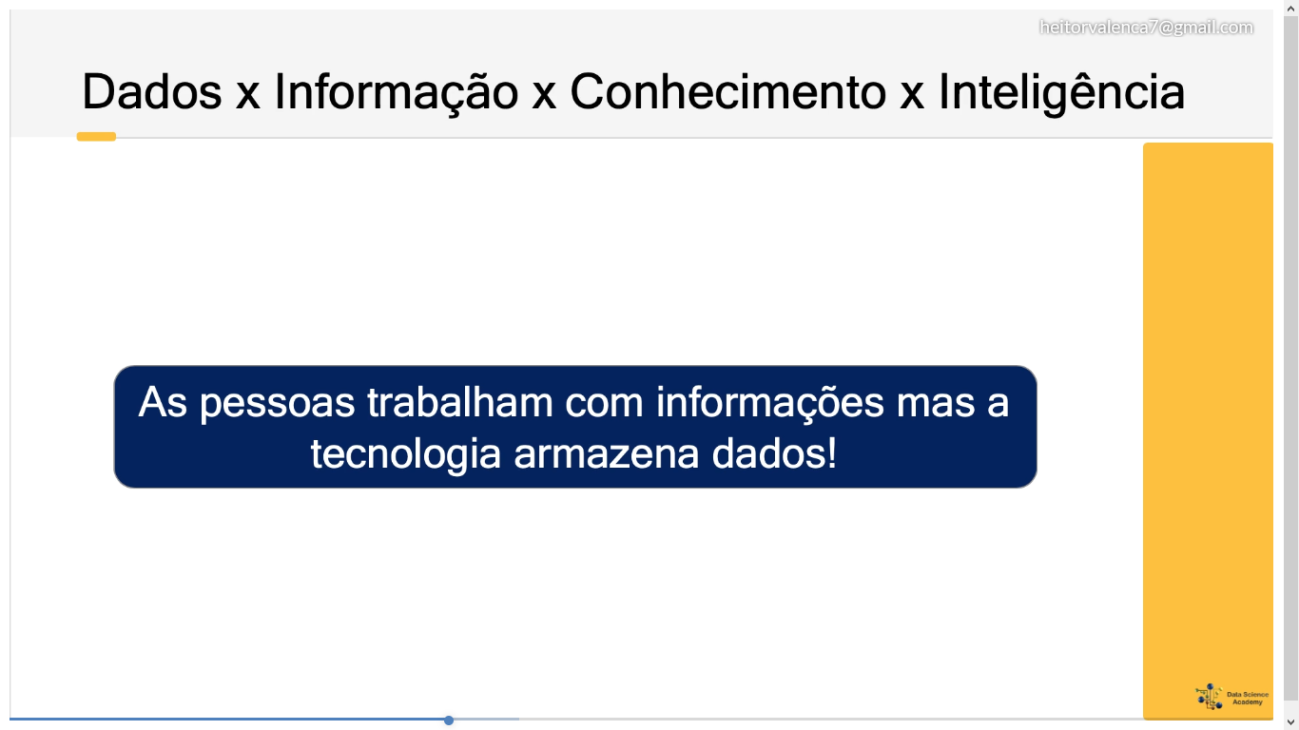 heitorvalenca7@gmail.com
Dados x Informação x Conhecimento x Inteligência
As pessoas trabalham com informações mas a
tecnologia armazena dados!
Data Science
Academy